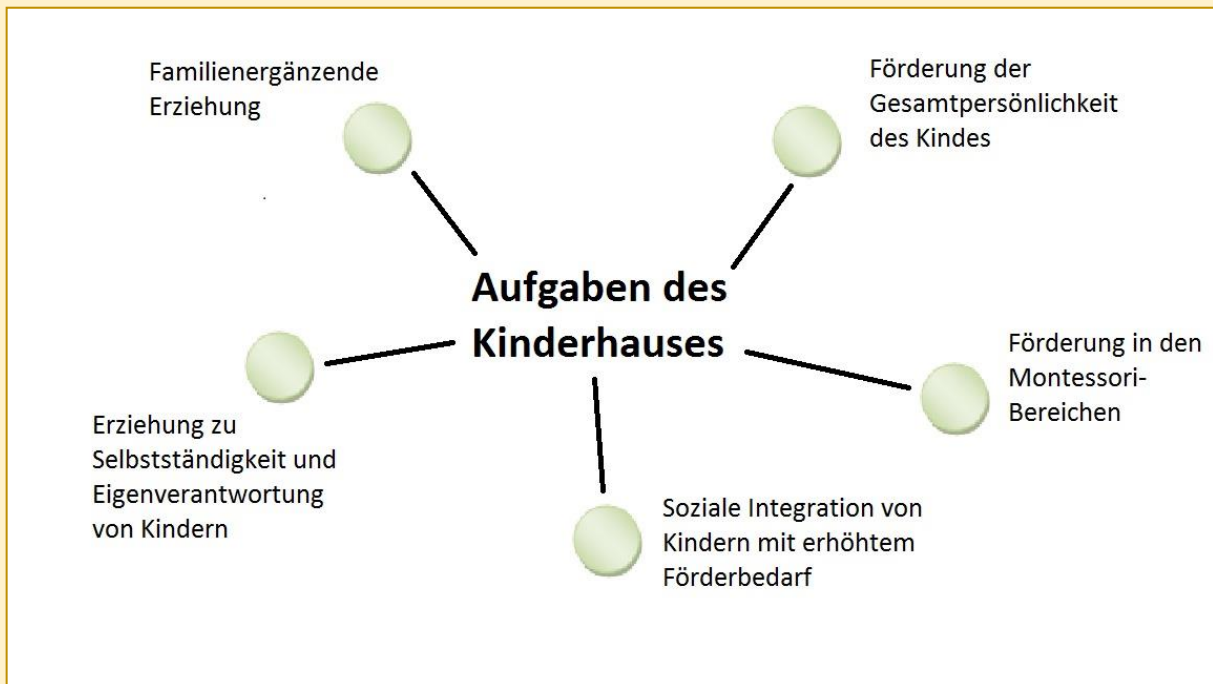 Familienergänzende
Erziehung
Förderung der
Gesamtpersönlichkeit
des Kindes
Aufgaben des
Kinderhauses
Förderung in den
Montessori-
Bereichen
Erziehung zu
Selbstständigkeit und
Eigenverantwortung
von Kindern
Soziale Integration von
Kindern mit erhöhtem
Förderbedarf